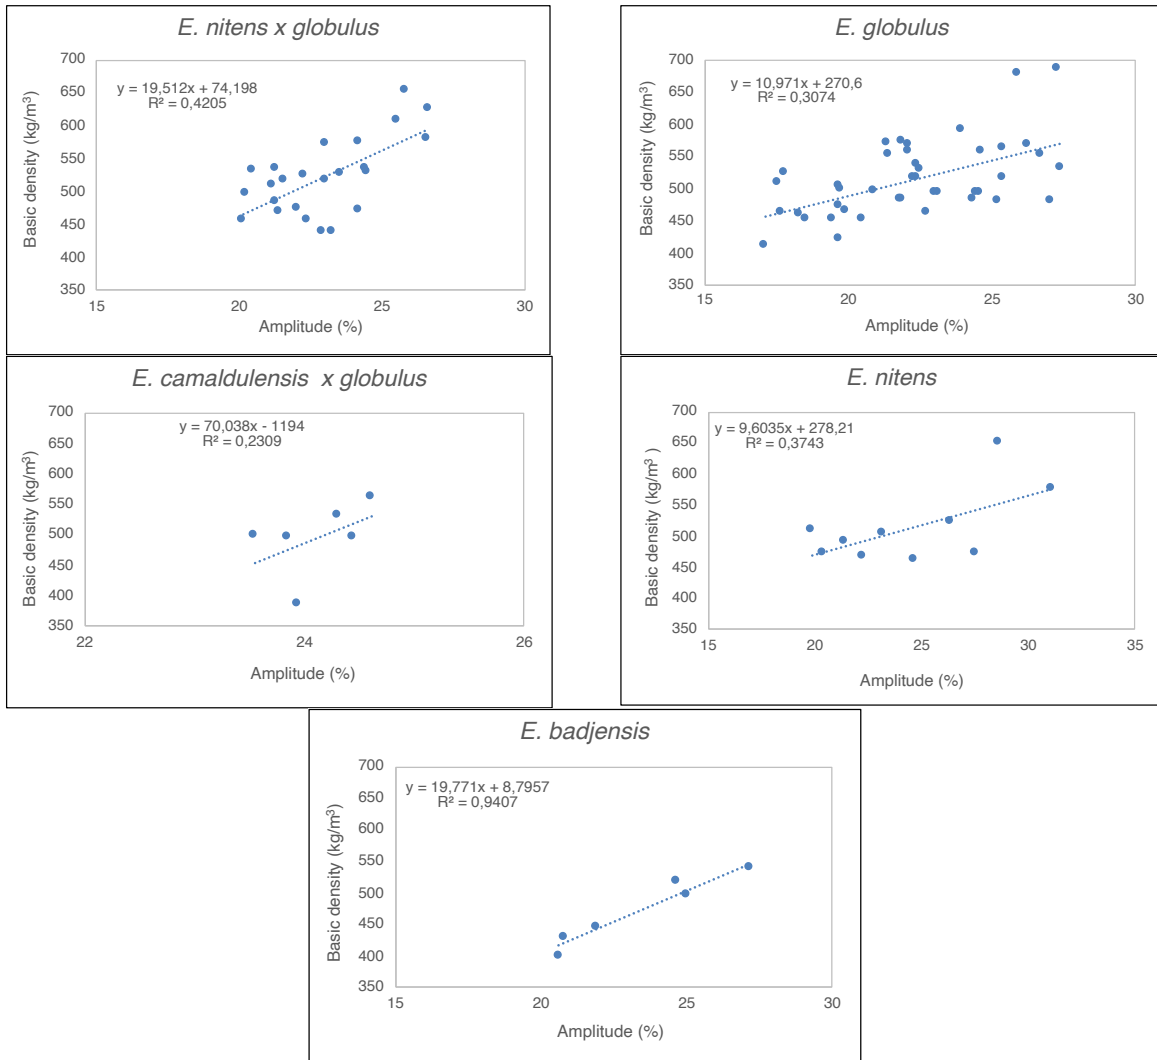 E. nitens x globulus
y = 19,512x + 74,198
R² = 0,4205
Basic density (kg/m³)
700
650
600
550
500
450
400
350
15
20
25
30
Amplitude (%)
E. globulus
y = 10,971x + 270,6
R² = 0,3074
Basic density (kg/m³)
700
650
600
550
500
450
400
350
15
20
25
30
Amplitude (%)
E. camaldulensis x globulus
y = 70,038x - 1194
R² = 0,2309
Basic density (kg/m³)
700
650
600
550
500
450
400
350
22
24
26
Amplitude (%)
E. nitens
y = 9,6035x + 278,21
R² = 0,3743
Basic density (kg/m³ )
700
650
600
550
500
450
400
350
15
20
25
30
35
Amplitude (%)
E. badjensis
y = 19,771x + 8,7957
R² = 0,9407
Basic density (kg/m³)
700
650
600
550
500
450
400
350
15
20
25
30
Amplitude (%)